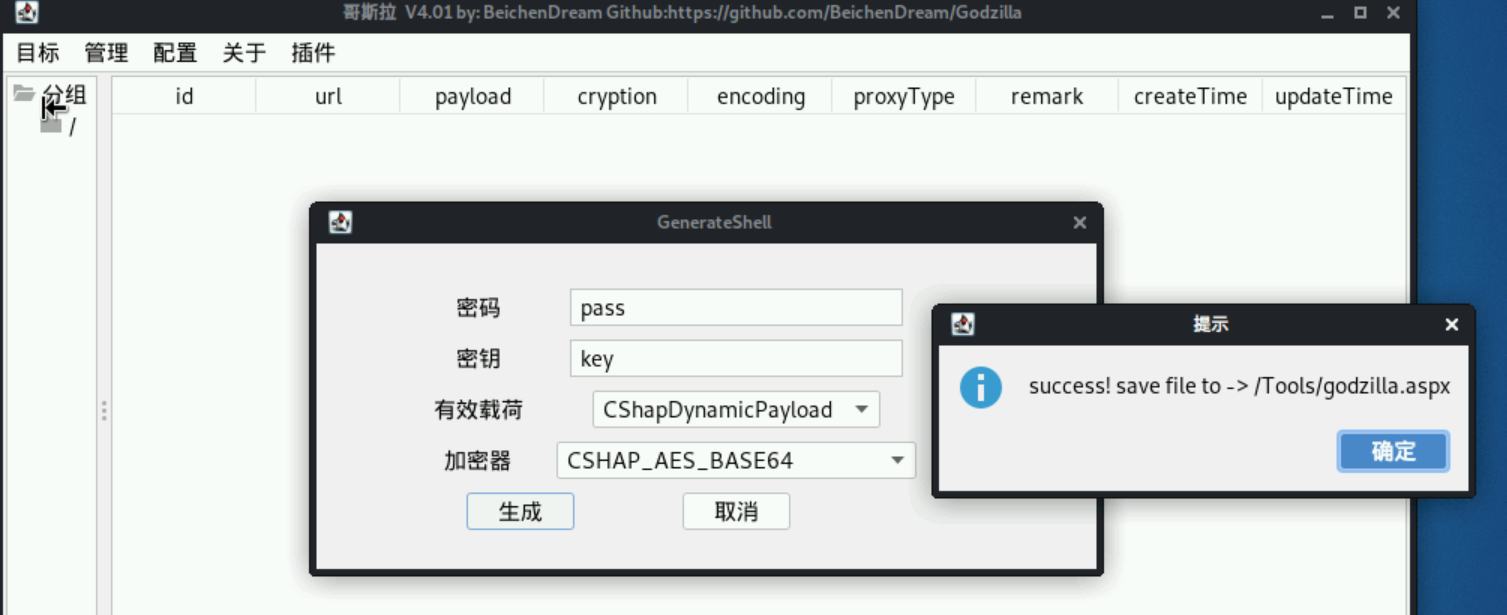 哥斯拉 V4.01 by: BeichenDream Github:https://github.com/BeichenDream/Godzilla
目标 管理 配置 关于 插件
分组
/
id url payload cryption encoding proxyType remark createTime updateTime
GenerateShell
密码 pass
密钥 key
有效载荷 CShapDynamicPayload
加密器 CSHAP_AES_BASE64
生成 取消
提示
success! save file to -> /Tools/godzilla.aspx
确定